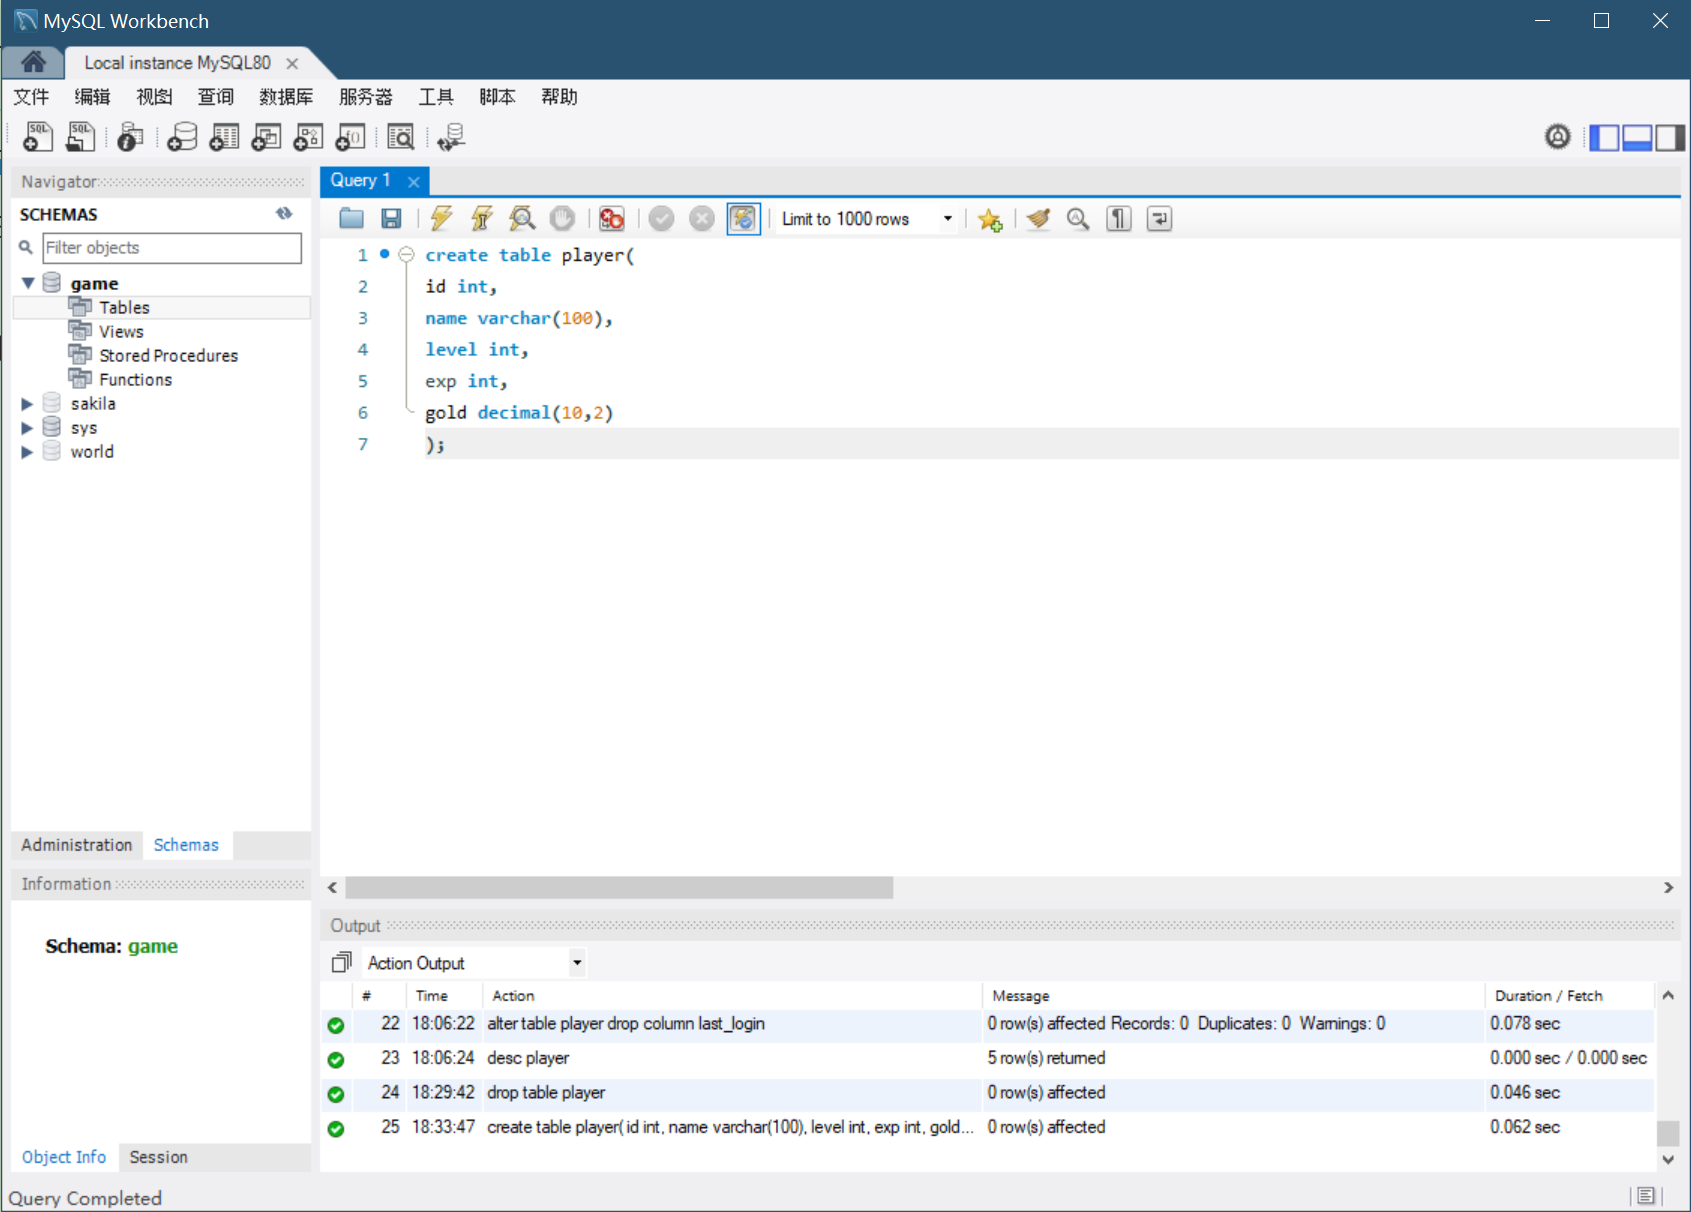 MySQL Workbench
Local instance MySQL80
文件 编辑 视图 查询 数据库 服务器 工具 脚本 帮助
Navigator
SCHEMAS
Filter objects
game
Tables
Views
Stored Procedures
Functions
sakila
sys
world
Administration Schemas
Information
Schema: game
Object Info Session
Query 1
Limit to 1000 rows
1 create table player(
2 id int,
3 name varchar(100),
4 level int,
5 exp int,
6 gold decimal(10,2)
7 );
Output
Action Output
# Time Action Message Duration / Fetch
22 18:06:22 alter table player drop column last_login 0 row(s) affected Records: 0 Duplicates: 0 Warnings: 0 0.078 sec
23 18:06:24 desc player 5 row(s) returned 0.000 sec / 0.000 sec
24 18:29:42 drop table player 0 row(s) affected 0.046 sec
25 18:33:47 create table player( id int, name varchar(100), level int, exp int, gold... 0 row(s) affected 0.062 sec
Query Completed